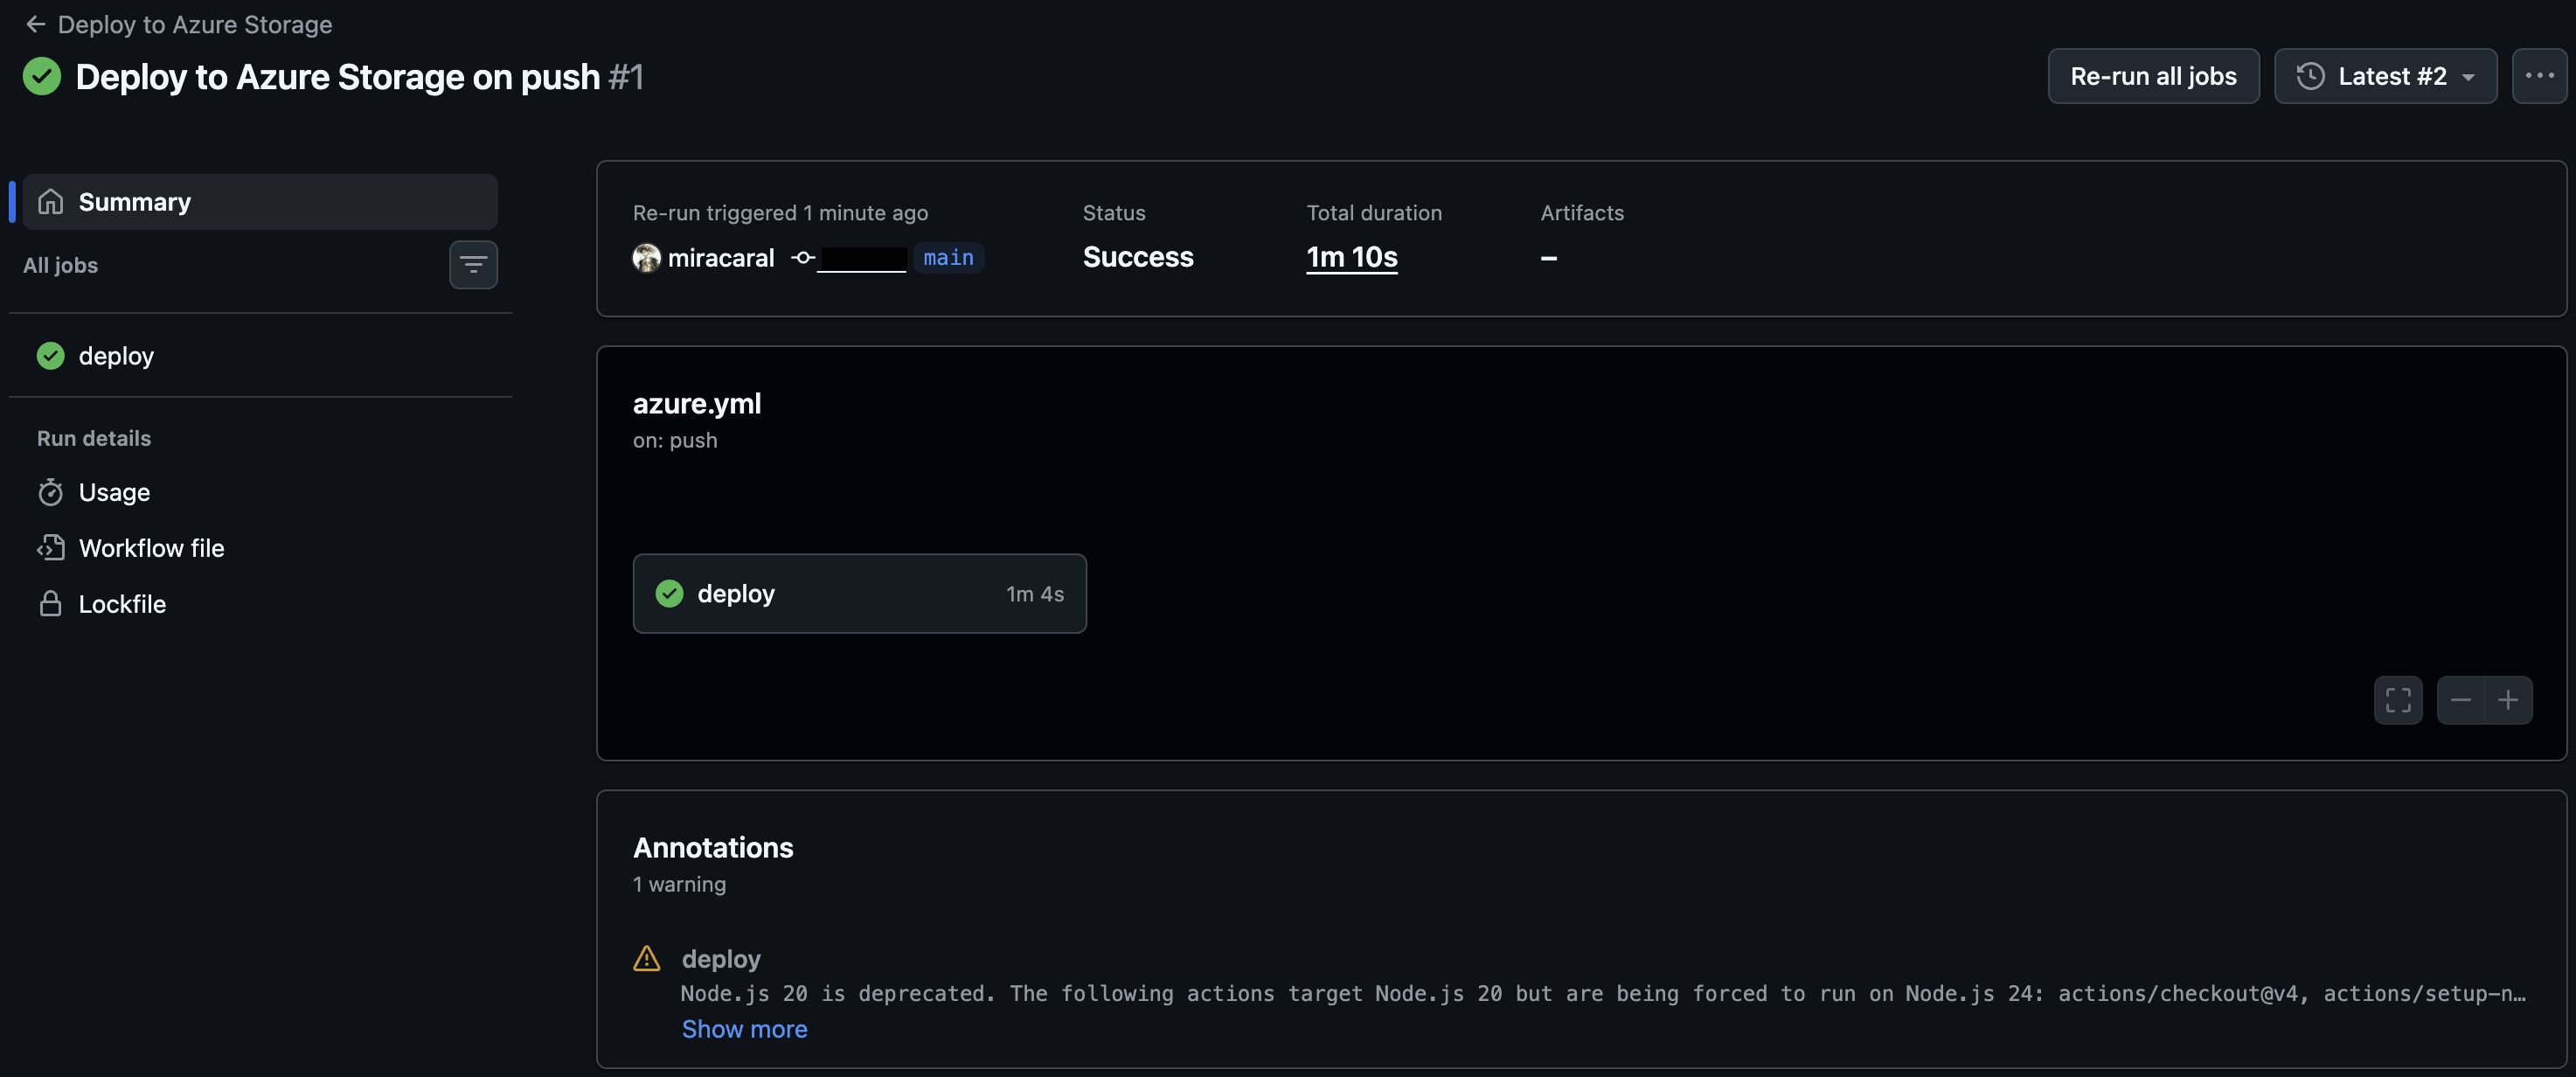 Deploy to Azure Storage
Deploy to Azure Storage on push #1
Re-run all jobs
Latest #2
Summary
All jobs
deploy
Run details
Usage
Workflow file
Lockfile
Re-run triggered 1 minute ago
miracaral main
Status
Success
Total duration
1m 10s
Artifacts
–
azure.yml
on: push
deploy 1m 4s
Annotations
1 warning
deploy
Node.js 20 is deprecated. The following actions target Node.js 20 but are being forced to run on Node.js 24: actions/checkout@v4, actions/setup-n…
Show more